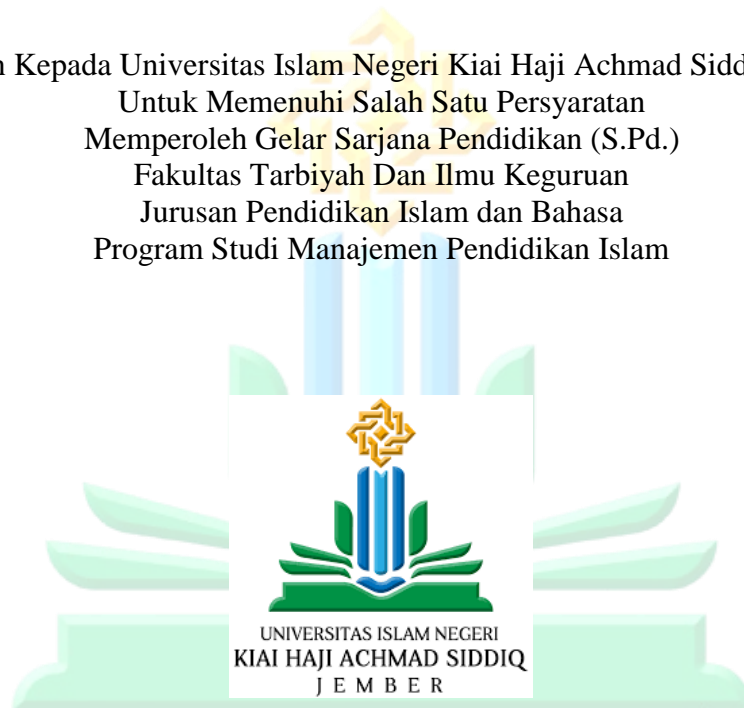 Kepada Universitas Islam Negeri Kiai Haji Achmad
Untuk Memenuhi Salah Satu Persyaratan
Memperoleh Gelar Sarjana Pendidikan (S.Pd.)
Fakultas Tarbiyah Dan Ilmu Keguruan
Jurusan Pendidikan Islam dan Bahasa
Program Studi Manajemen Pendidikan Islam
UNIVERSITAS ISLAM NEGERI
KIAI HAJI ACHMAD SIDDIQ
JEMBER